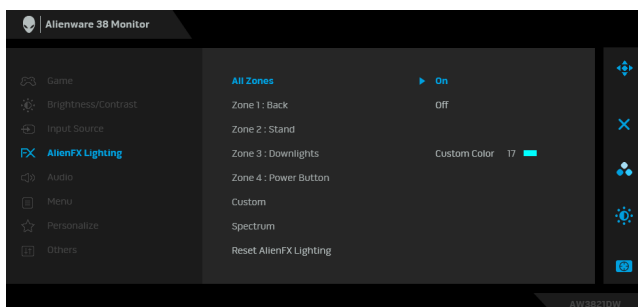 Alienware 38 Monitor
Game
Brightness/Contrast
Input Source
AlienFX Lighting
Audio
Menu
Personalize
Others
All Zones
On
Zone 1 : Back
Off
Zone 2 : Stand
Zone 3 : Downlights
Custom Color 17
Zone 4 : Power Button
Custom
Spectrum
Reset AlienFX Lighting
AW3821DW